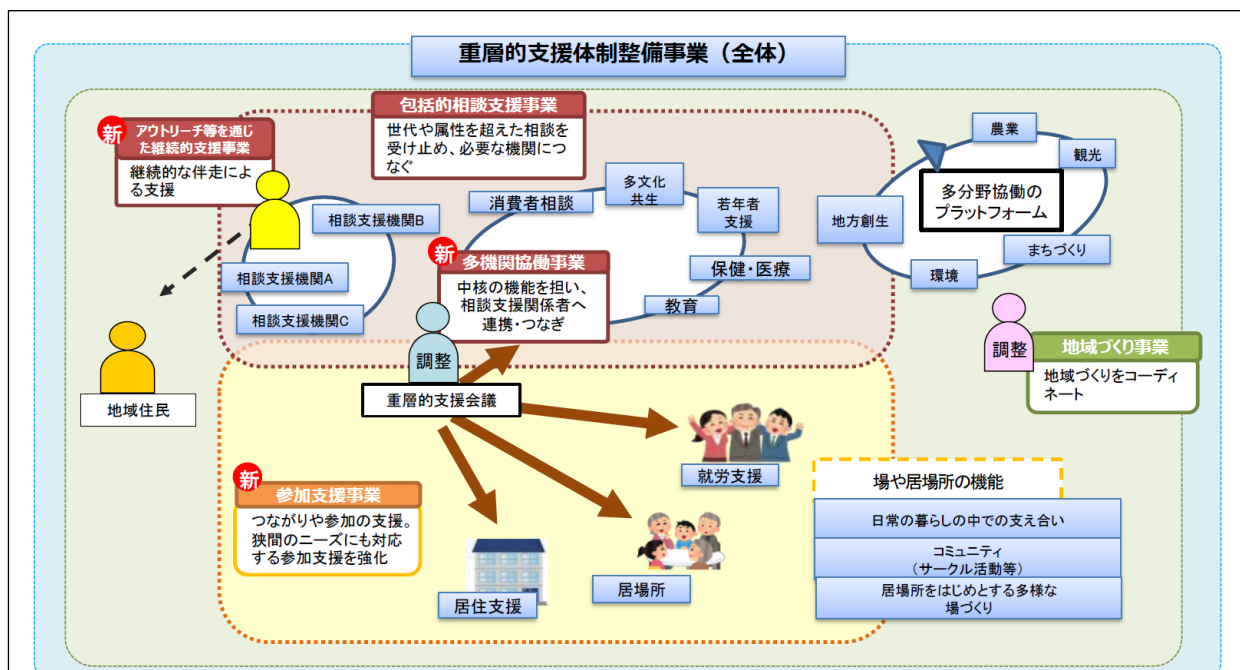 重層的支援体制整備事業（全体）
新
アウトリーチ等を通じ
た継続的支援事業
継続的な伴走によ
る支援
包括的相談支援事業
世代や属性を超えた相談を
受け止め、必要な機関につ
なぐ
相談支援機関B
相談支援機関A
相談支援機関C
消費者相談
多文化
共生
若年者
支援
保健・医療
教育
新
多機関協働事業
中核の機能を担い、
相談支援関係者へ
連携・つなぎ
農業
観光
多分野協働の
プラットフォーム
地方創生
まちづくり
環境
調整
地域づくり事業
地域づくりをコーディ
ネート
地域住民
調整
重層的支援会議
新
参加支援事業
つながりや参加の支援。
狭間のニーズにも対応
する参加支援を強化
就労支援
居場所
居住支援
場や居場所の機能
日常の暮らしの中での支え合い
コミュニティ
（サークル活動等）
居場所をはじめとする多様な
場づくり